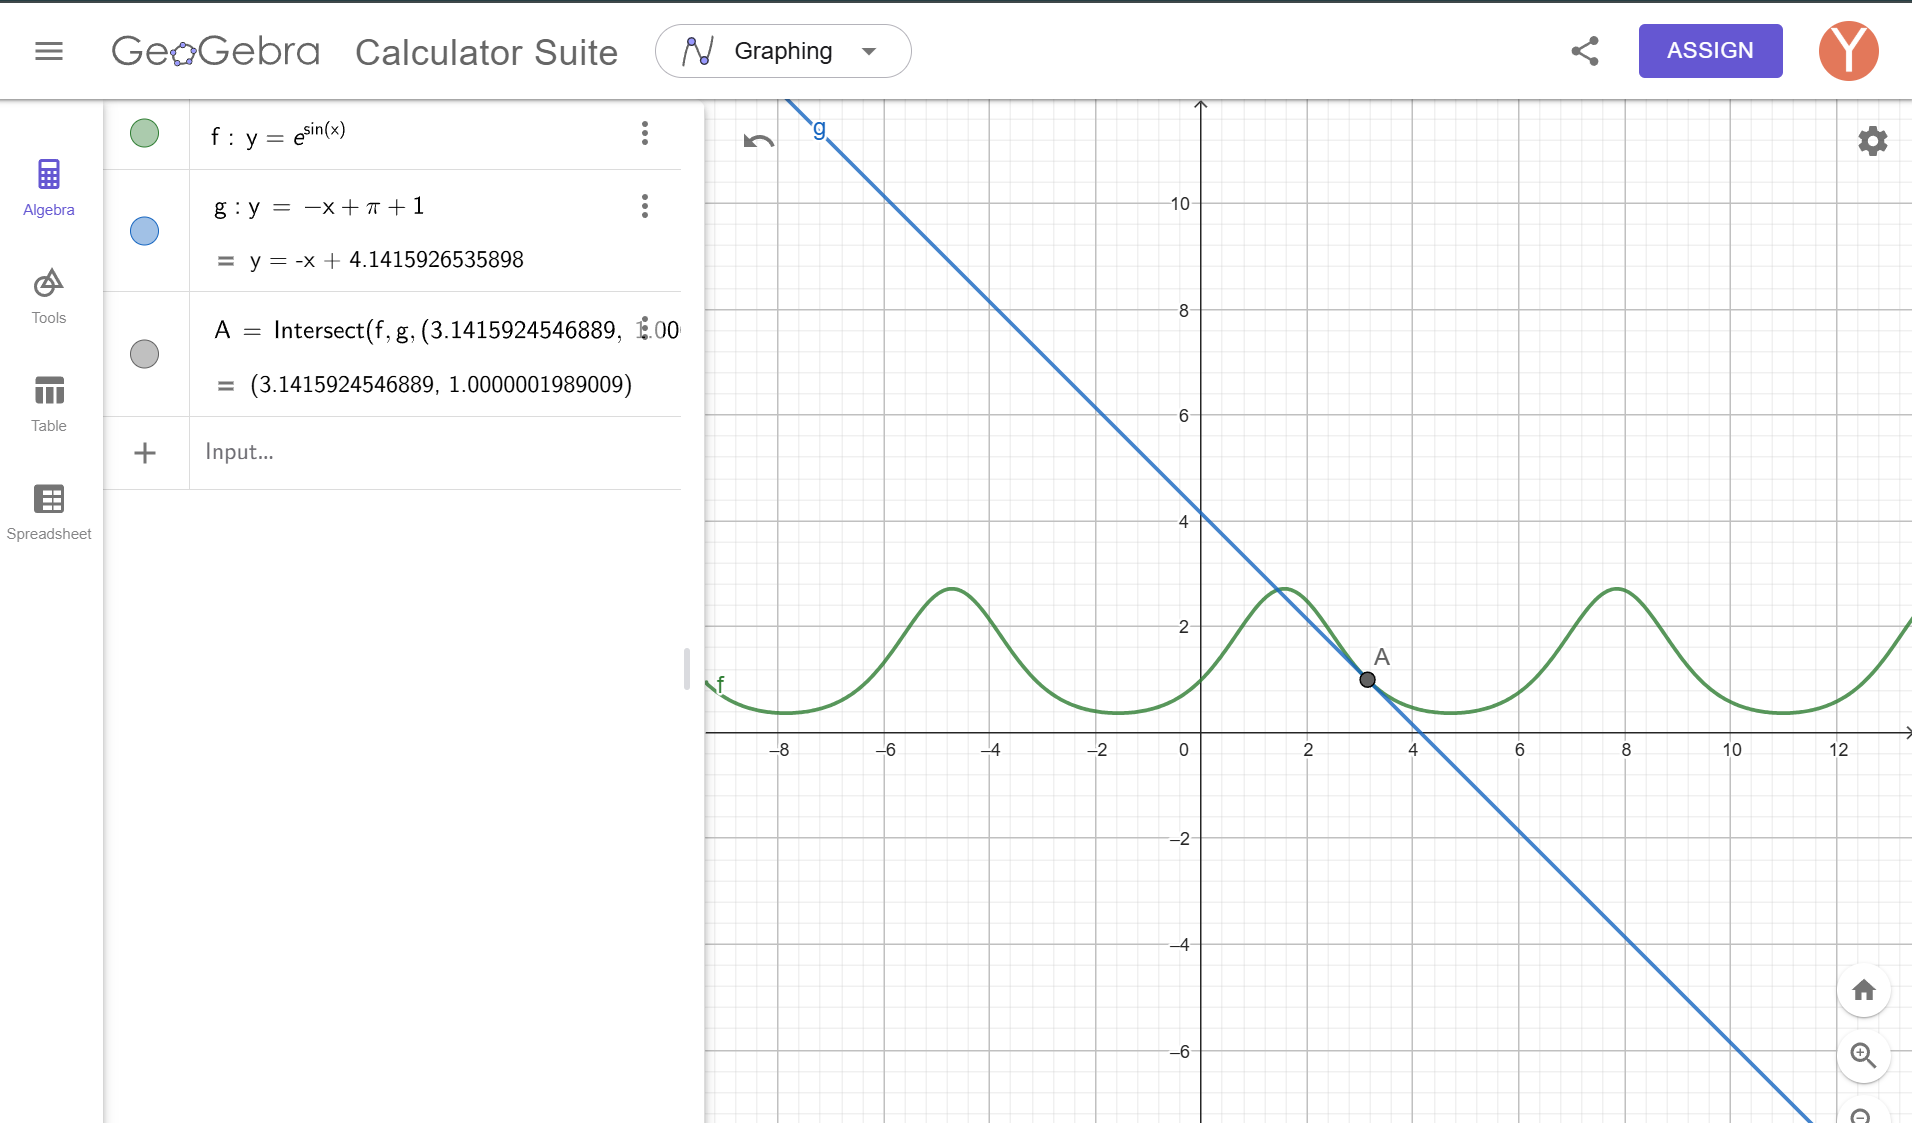 GeoGebra Calculator Suite Graphing ASSIGN Y
Algebra
Tools
Table
Spreadsheet
f : y = e^sin(x)
g : y = −x + π + 1
= y = -x + 4.1415926535898
A = Intersect(f, g, (3.1415924546889, 1.00
= (3.1415924546889, 1.0000001989009)
+ Input...
g
10
8
6
4
2
A
f
–8 –6 –4 –2 0 2 4 6 8 10 12
–2
–4
–6